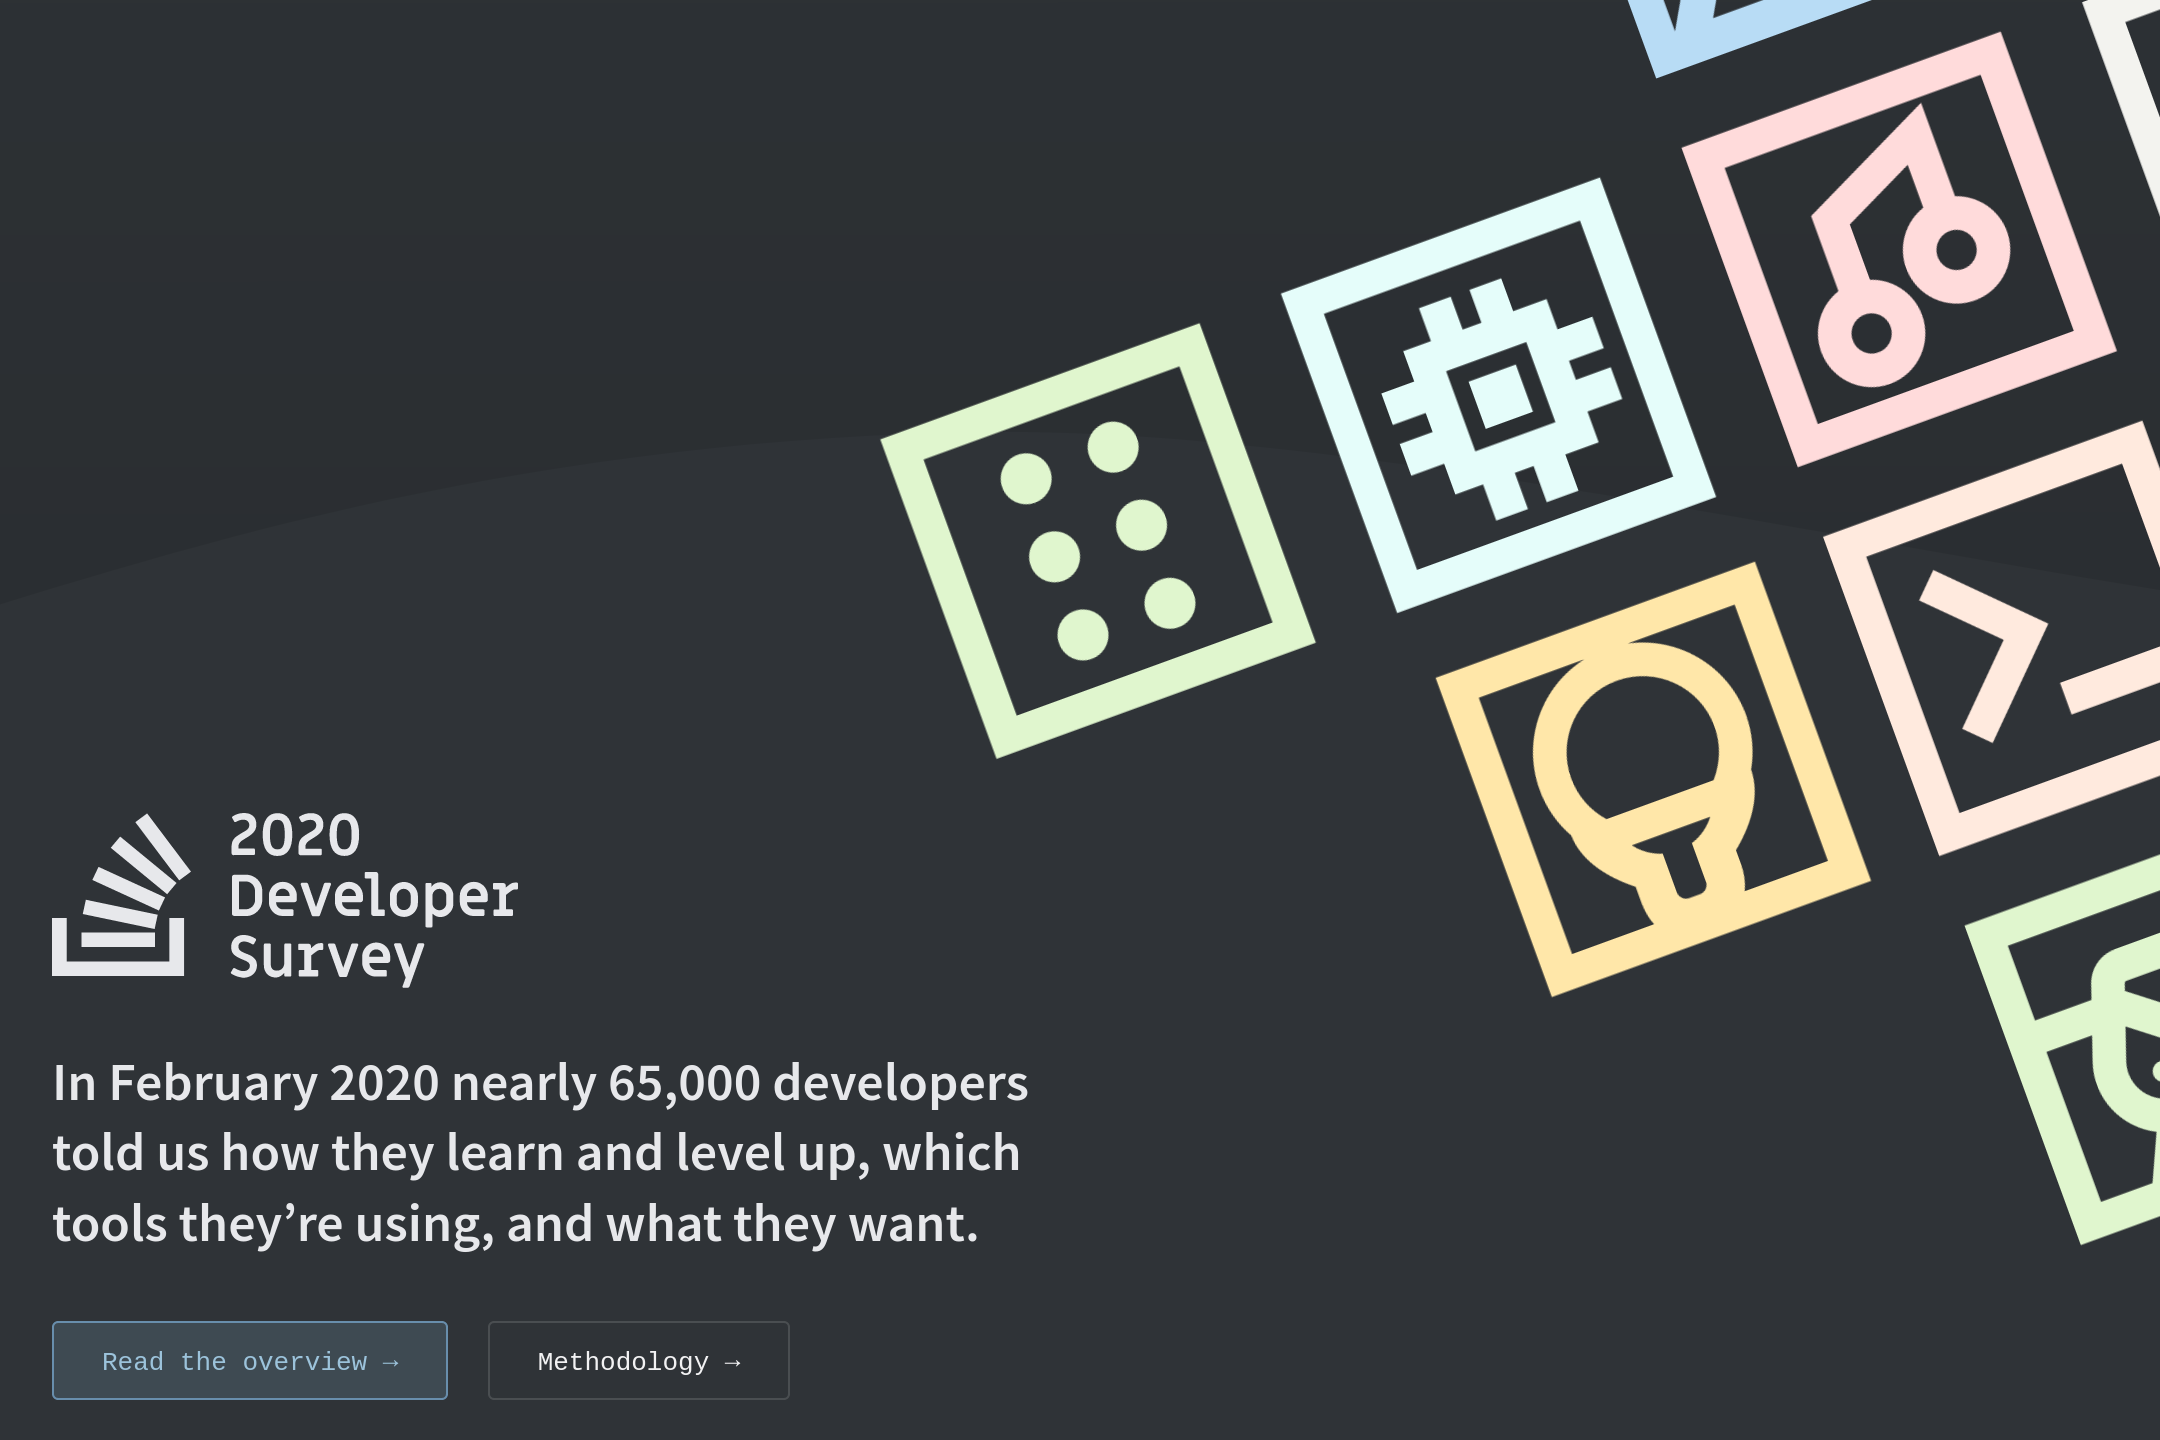 2020
Developer
Survey
In February 2020 nearly 65,000 developers
told us how they learn and level up, which
tools they’re using, and what they want.
Read the overview →
Methodology →